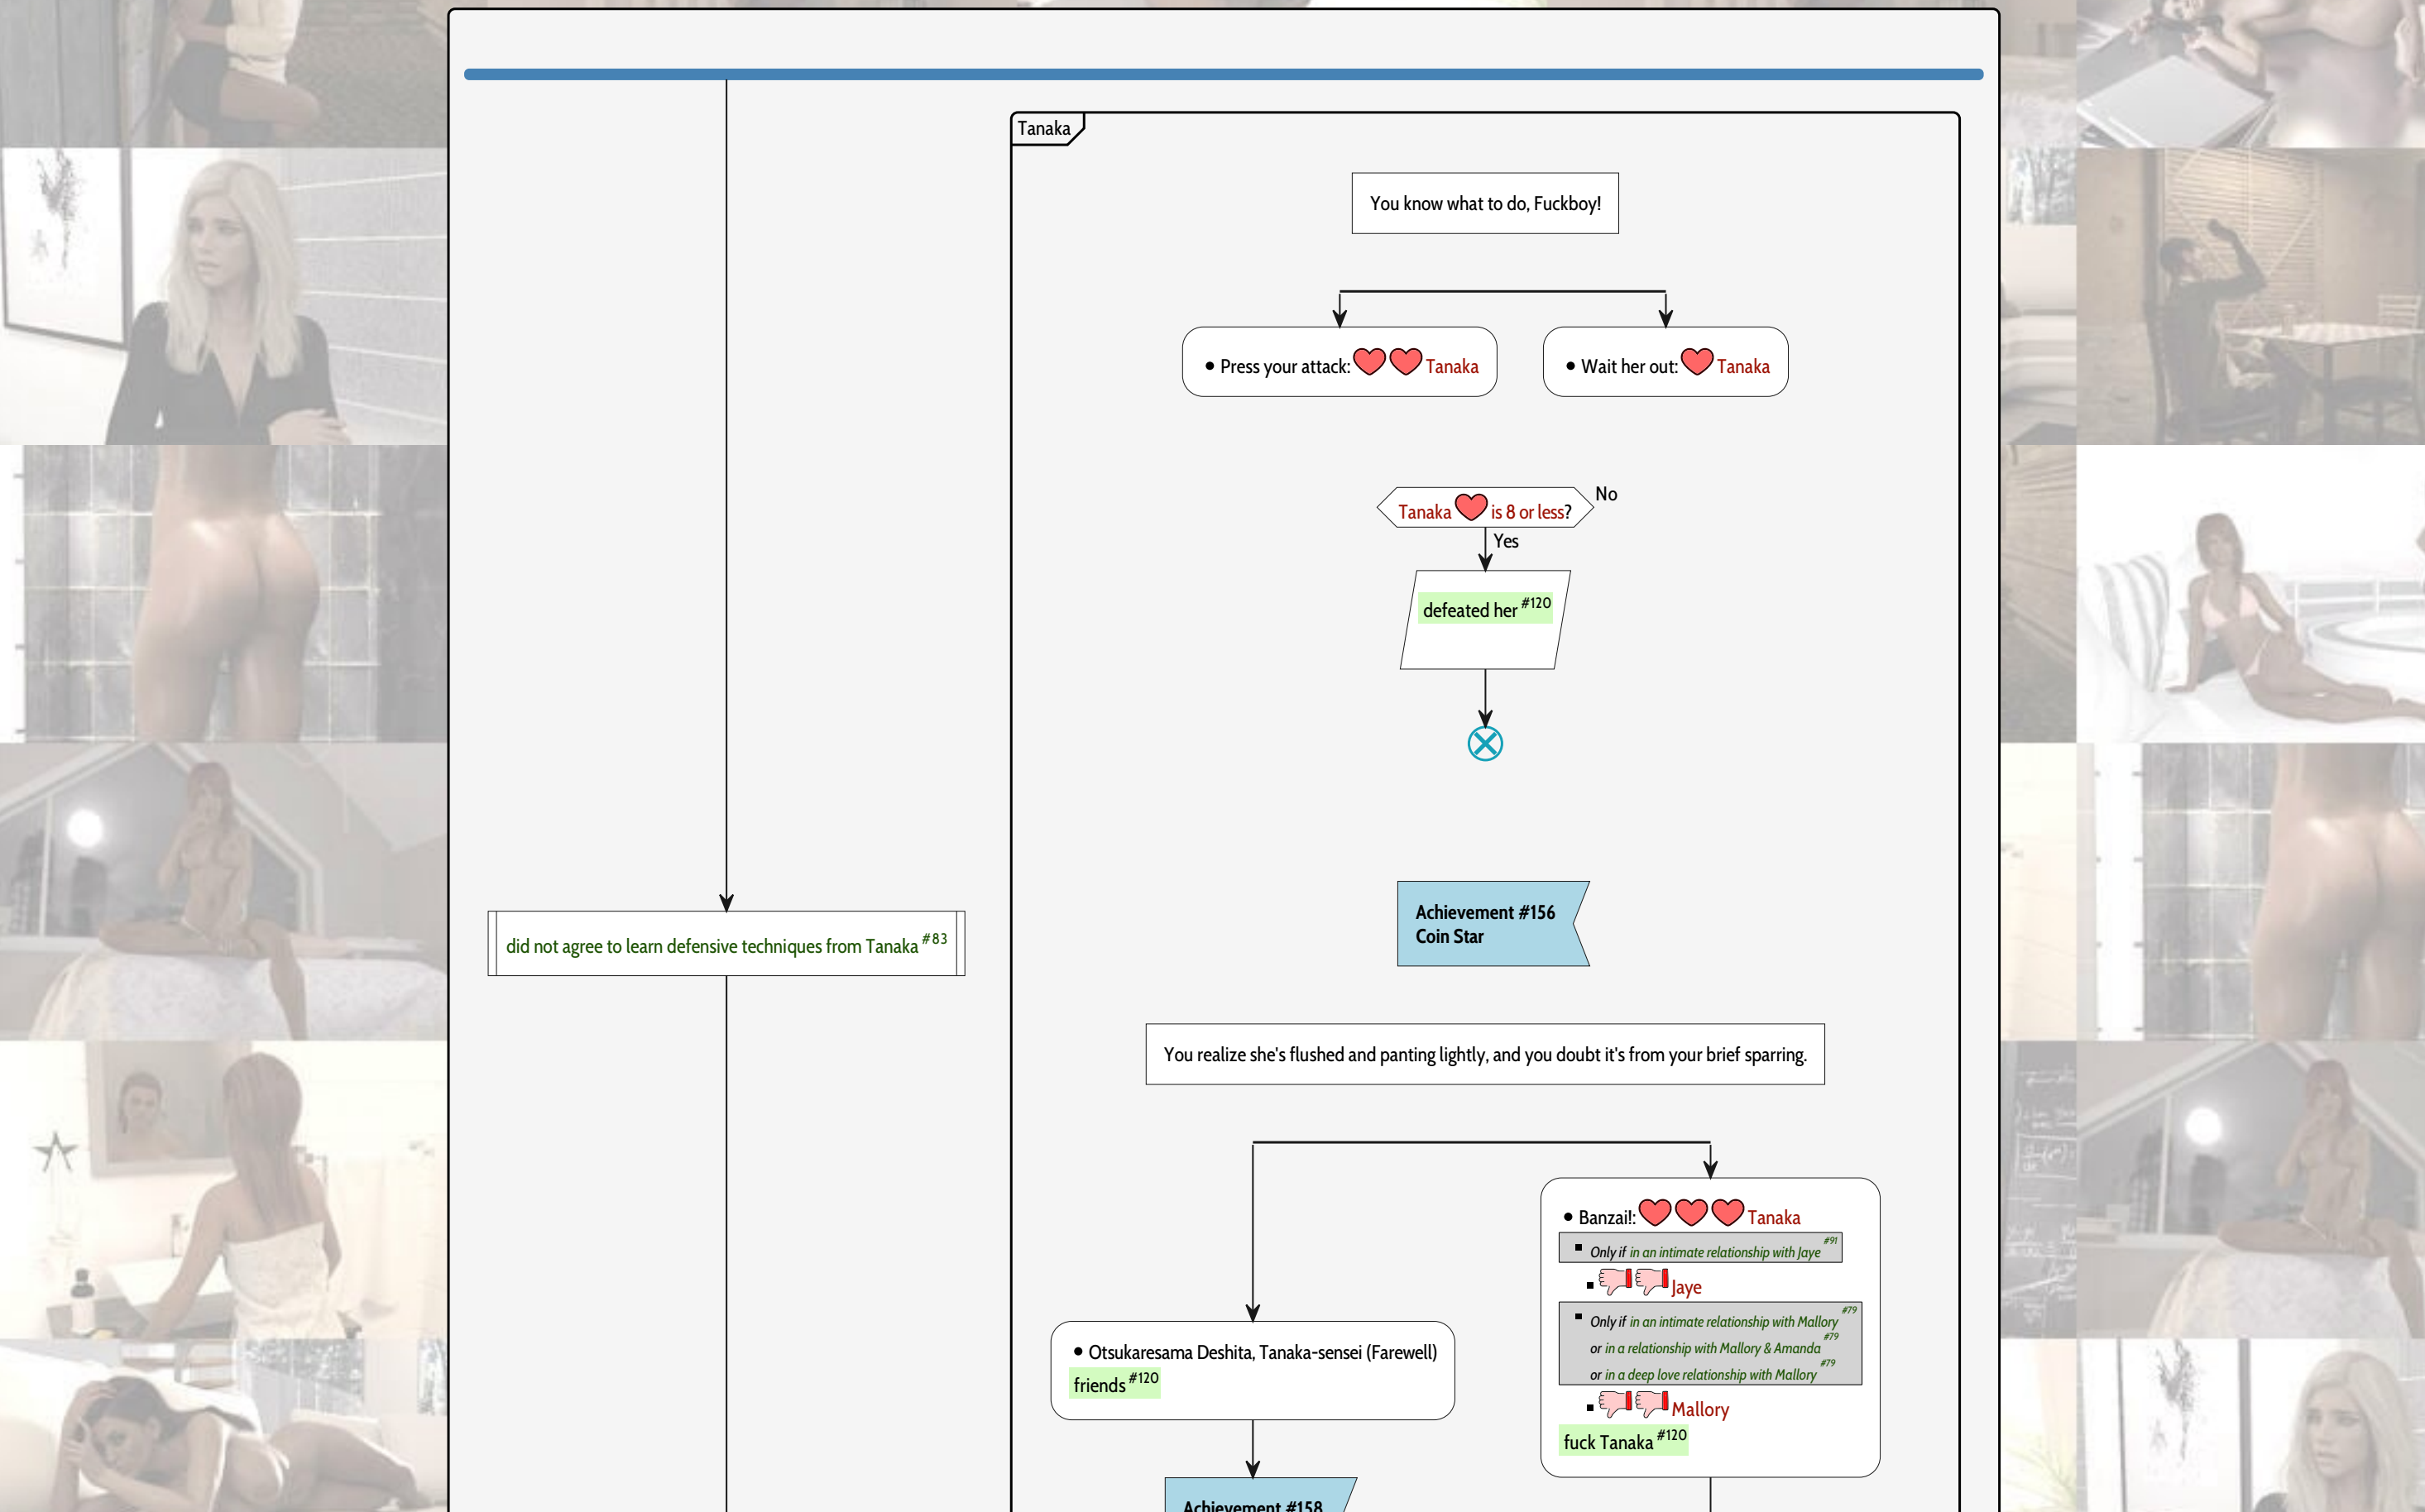 Tanaka
You know what to do, Fuckboy!
• Press your attack: Tanaka
• Wait her out: Tanaka
Tanaka is 8 or less?
No
Yes
defeated her #120
Achievement #156
Coin Star
did not agree to learn defensive techniques from Tanaka #83
You realize she's flushed and panting lightly, and you doubt it's from your brief sparring.
• Banzai!: Tanaka
▪ Only if in an intimate relationship with Jaye #91
▪ Jaye
▪ Only if in an intimate relationship with Mallory #79
or in a relationship with Mallory & Amanda #79
or in a deep love relationship with Mallory #79
▪ Mallory
fuck Tanaka #120
• Otsukaresama Deshita, Tanaka-sensei (Farewell)
friends #120
Achievement #158